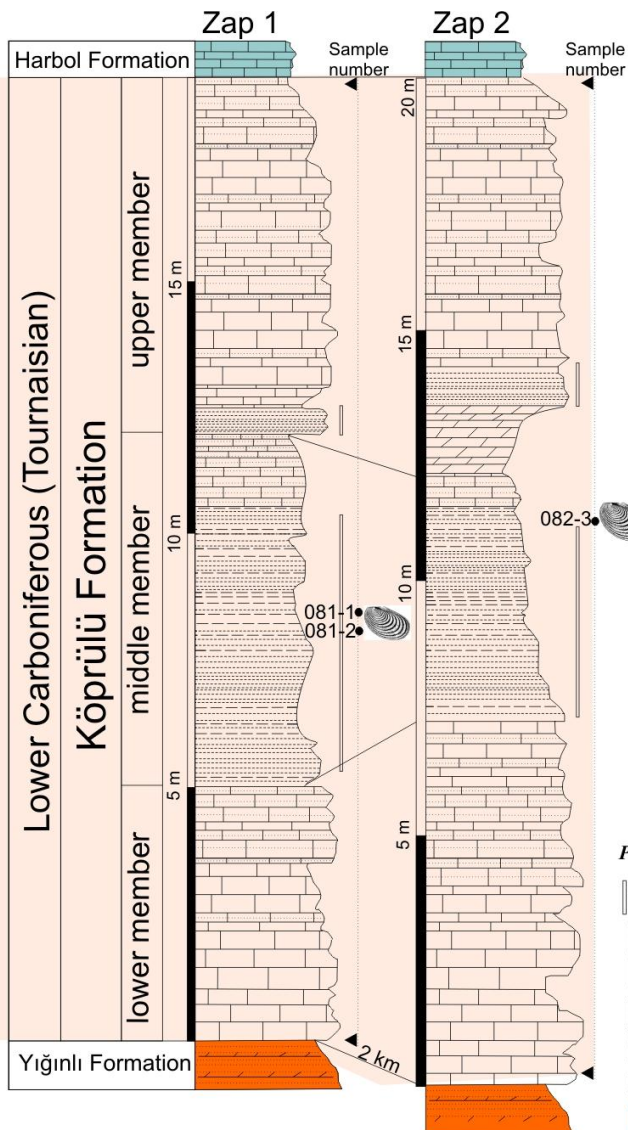 Zap 1
Zap 2
Harbol Formation
Sample
number
Sample
number
20 m
Lower Carboniferous (Tournaisian)
Köprülü Formation
upper member
middle member
lower member
15 m
10 m
5 m
15 m
10 m
5 m
081-1
081-2
082-3
2 km
Yığınlı Formation